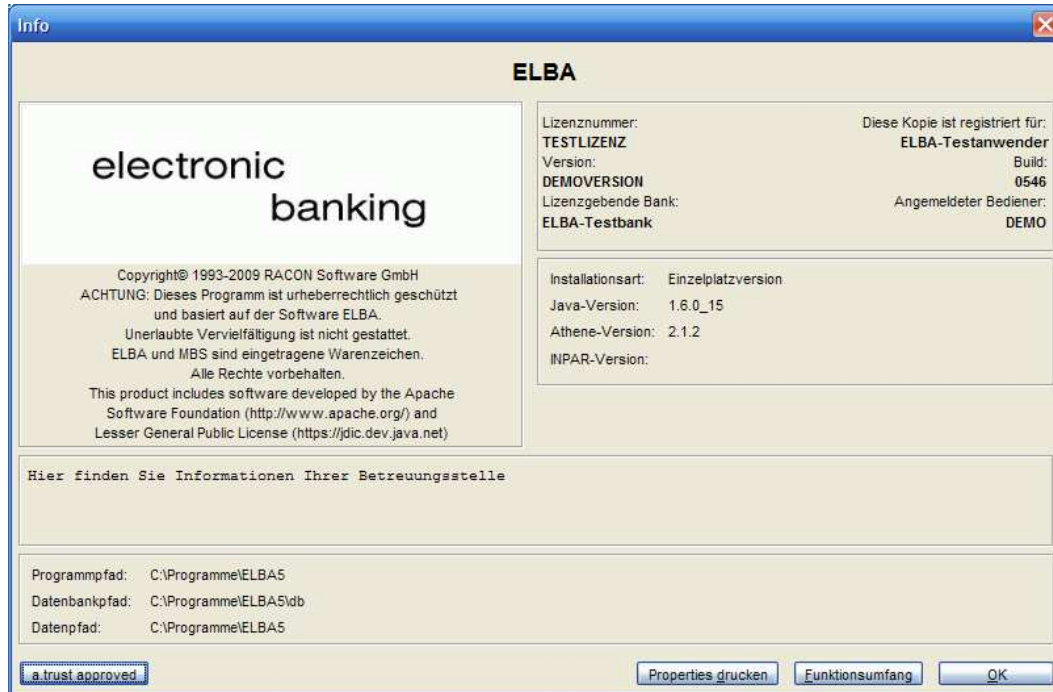 Info
ELBA
electronic
banking
Copyright© 1993-2009 RACON Software GmbH
ACHTUNG: Dieses Programm ist urheberrechtlich geschützt
und basiert auf der Software ELBA.
Unerlaubte Vervielfältigung ist nicht gestattet.
ELBA und MBS sind eingetragene Warenzeichen.
Alle Rechte vorbehalten.
This product includes software developed by the Apache
Software Foundation (http://www.apache.org/) and
Lesser General Public License (https://jdic.dev.java.net)
Lizenznummer: Diese Kopie ist registriert für:
TESTLIZENZ ELBA-Testanwender
Version: Build:
DEMOVERSION 0546
Lizenzgebende Bank: Angemeldeter Bediener:
ELBA-Testbank DEMO
Installationsart: Einzelplatzversion
Java-Version: 1.6.0_15
Athene-Version: 2.1.2
INPAR-Version:
Hier finden Sie Informationen Ihrer Betreuungsstelle
Programmpfad: C:\Programme\ELBA5
Datenbankpfad: C:\Programme\ELBA5\db
Datenpfad: C:\Programme\ELBA5
a.trust approved Properties drucken Funktionsumfang OK